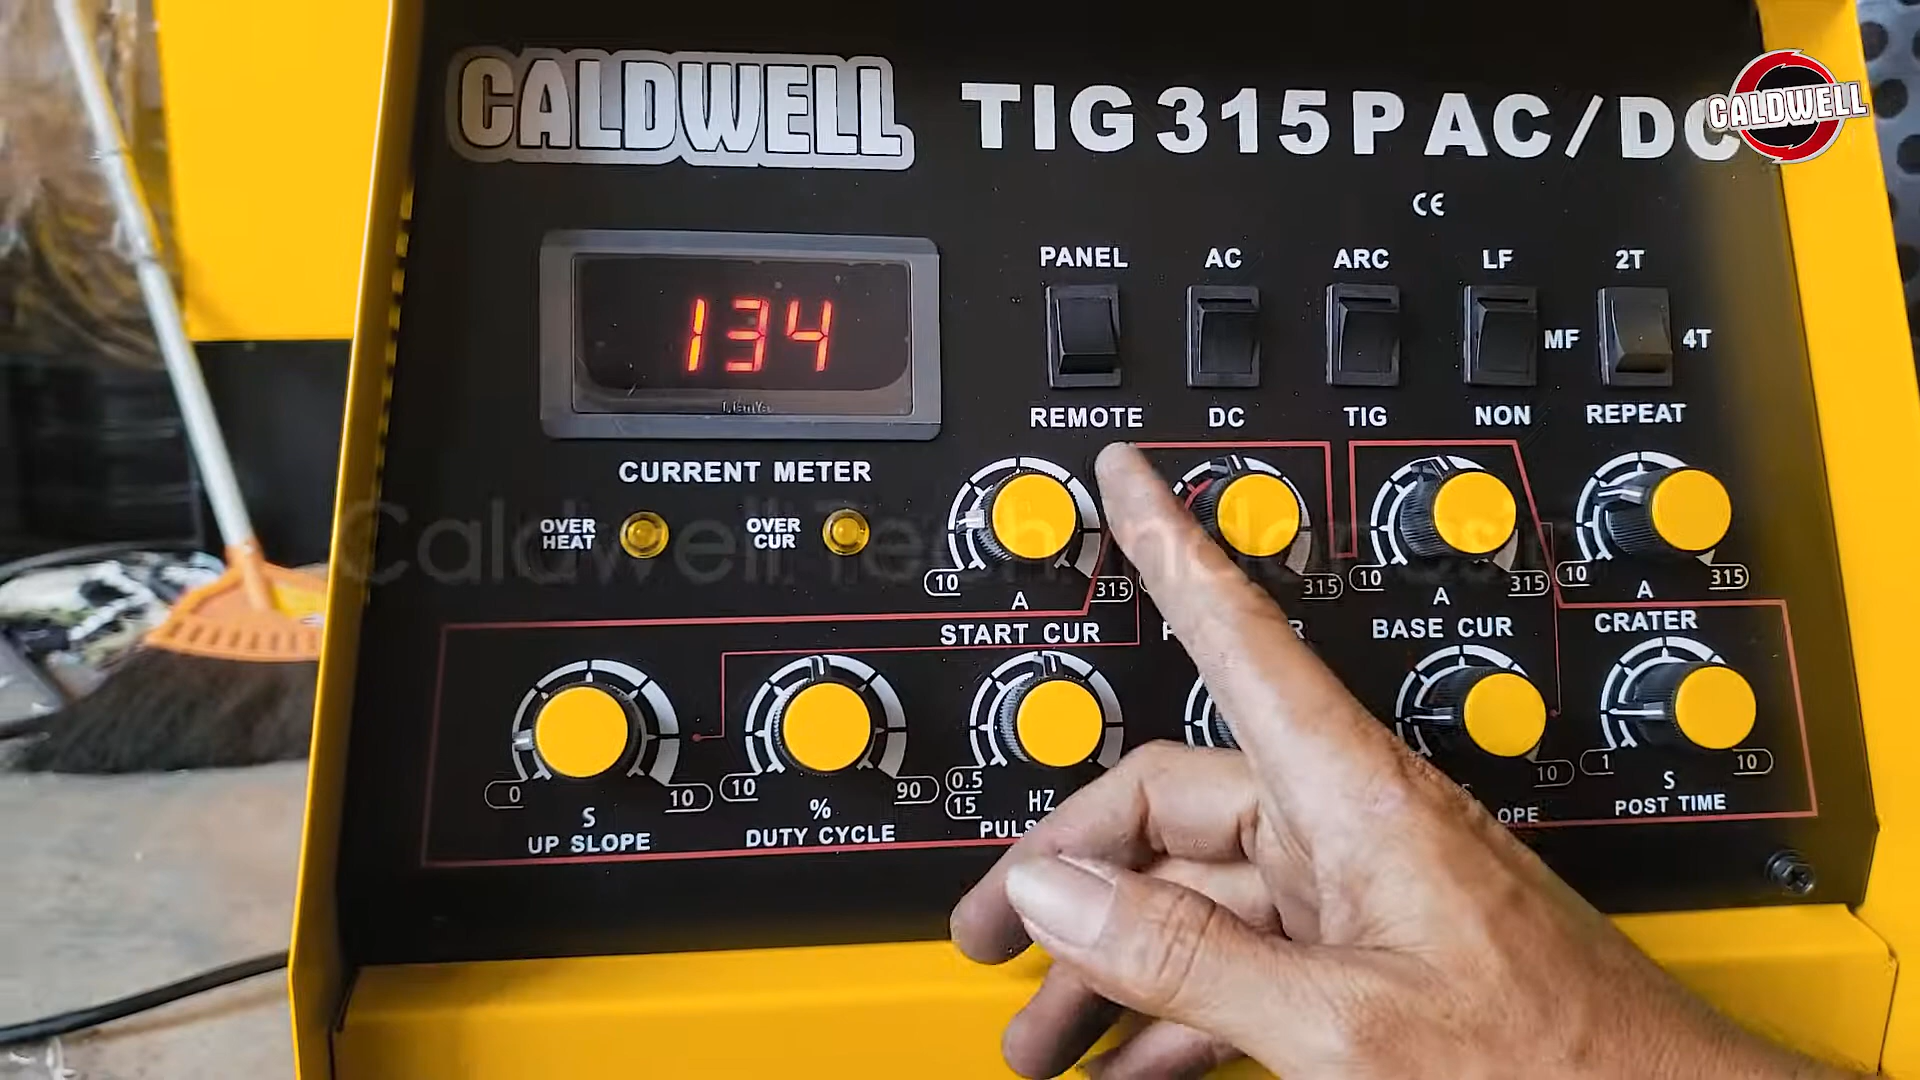 CALDWELL
TIG 315 P AC/DC
CALDWELL
CE
134
CURRENT METER
OVER HEAT
OVER CUR
PANEL
REMOTE
AC
DC
ARC
TIG
LF
MF
NON
2T
4T
REPEAT
10
315
A
START CUR
315
10
315
A
BASE CUR
10
315
A
CRATER
0
10
S
UP SLOPE
10
90
%
DUTY CYCLE
0.5
15
HZ
10
1
10
S
POST TIME